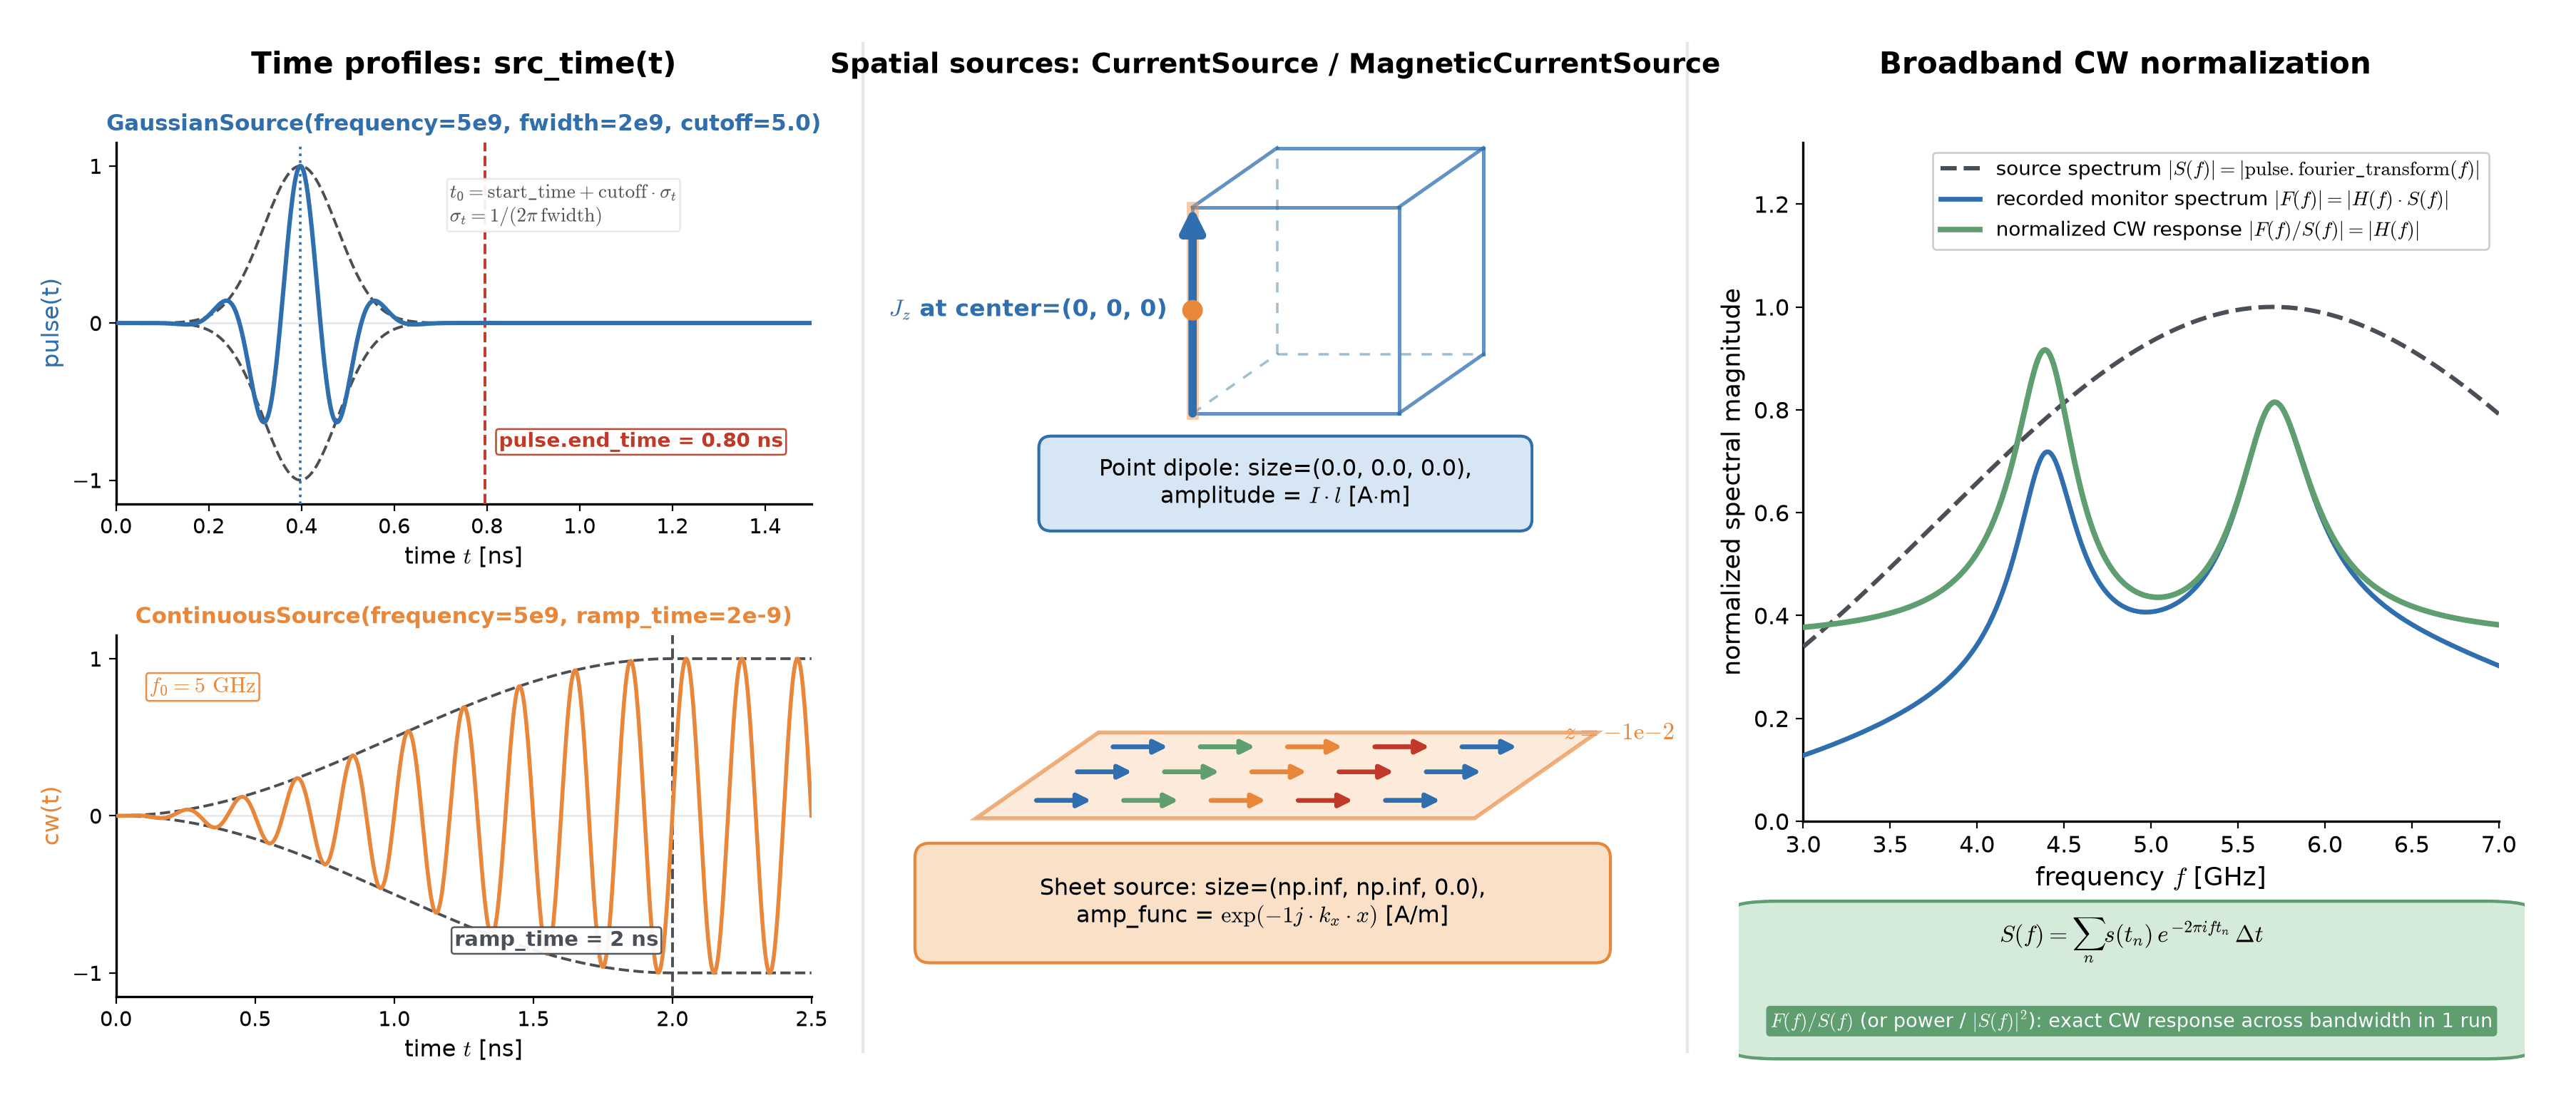 Time profiles: src_time(t)
GaussianSource(frequency=5e9, fwidth=2e9, cutoff=5.0)
pulse(t)
1
0
−1
t₀ = start_time + cutoff · σₜ
σₜ = 1/(2π fwidth)
pulse.end_time = 0.80 ns
0.0 0.2 0.4 0.6 0.8 1.0 1.2 1.4
time t [ns]
ContinuousSource(frequency=5e9, ramp_time=2e-9)
cw(t)
1
0
−1
f₀ = 5 GHz
ramp_time = 2 ns
0.0 0.5 1.0 1.5 2.0 2.5
time t [ns]
Spatial sources: CurrentSource / MagneticCurrentSource
J_z at center=(0, 0, 0)
Point dipole: size=(0.0, 0.0, 0.0),
amplitude = I · l [A·m]
z = −1e−2
Sheet source: size=(np.inf, np.inf, 0.0),
amp_func = exp(−1j · kₓ · x) [A/m]
Broadband CW normalization
source spectrum |S(f)| = |pulse. fourier_transform(f)|
recorded monitor spectrum |F(f)| = |H(f) · S(f)|
normalized CW response |F(f)/S(f)| = |H(f)|
normalized spectral magnitude
1.2
1.0
0.8
0.6
0.4
0.2
0.0
3.0 3.5 4.0 4.5 5.0 5.5 6.0 6.5 7.0
frequency f [GHz]
S(f) = ∑_n s(t_n) e^{−2πift_n} Δt
F(f)/S(f) (or power / |S(f)|²): exact CW response across bandwidth in 1 run